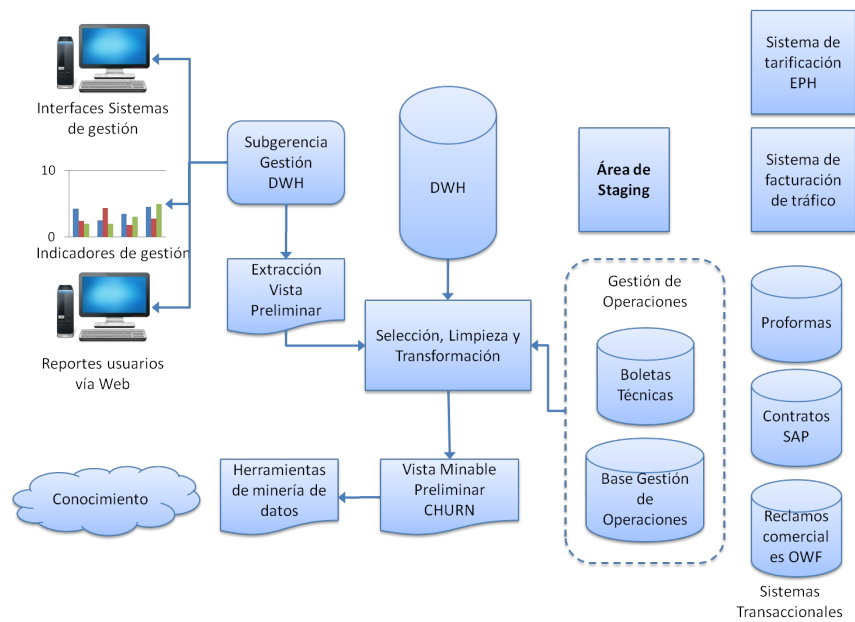 Interfaces Sistemas
de gestión
10
0
Indicadores de gestión
Reportes usuarios
vía Web
Subgerencia
Gestión
DWH
Extracción
Vista
Preliminar
DWH
Selección, Limpieza y
Transformación
Vista Minable
Preliminar
CHURN
Herramientas
de minería de
datos
Conocimiento
Área de
Staging
Gestión de
Operaciones
Boletas
Técnicas
Base Gestión
de
Operaciones
Sistema de
tarificación
EPH
Sistema de
facturación
de tráfico
Proformas
Contratos
SAP
Reclamos
comercial
es OWF
Sistemas
Transaccionales